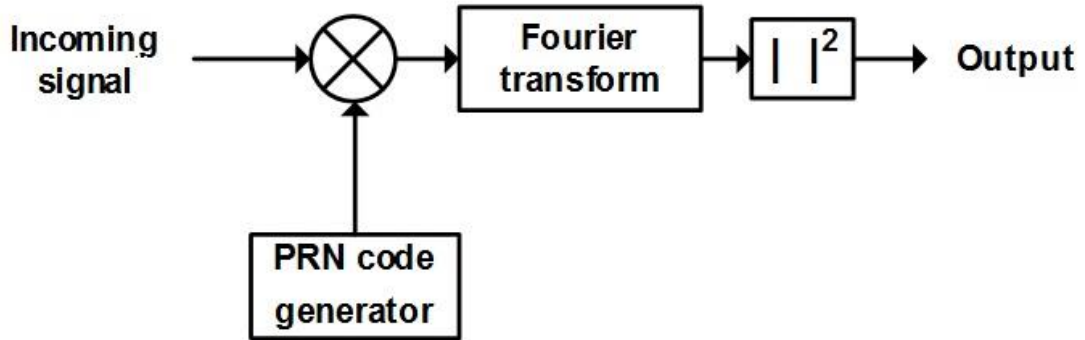 Incoming
signal
Fourier
transform
| |²
Output
PRN code
generator